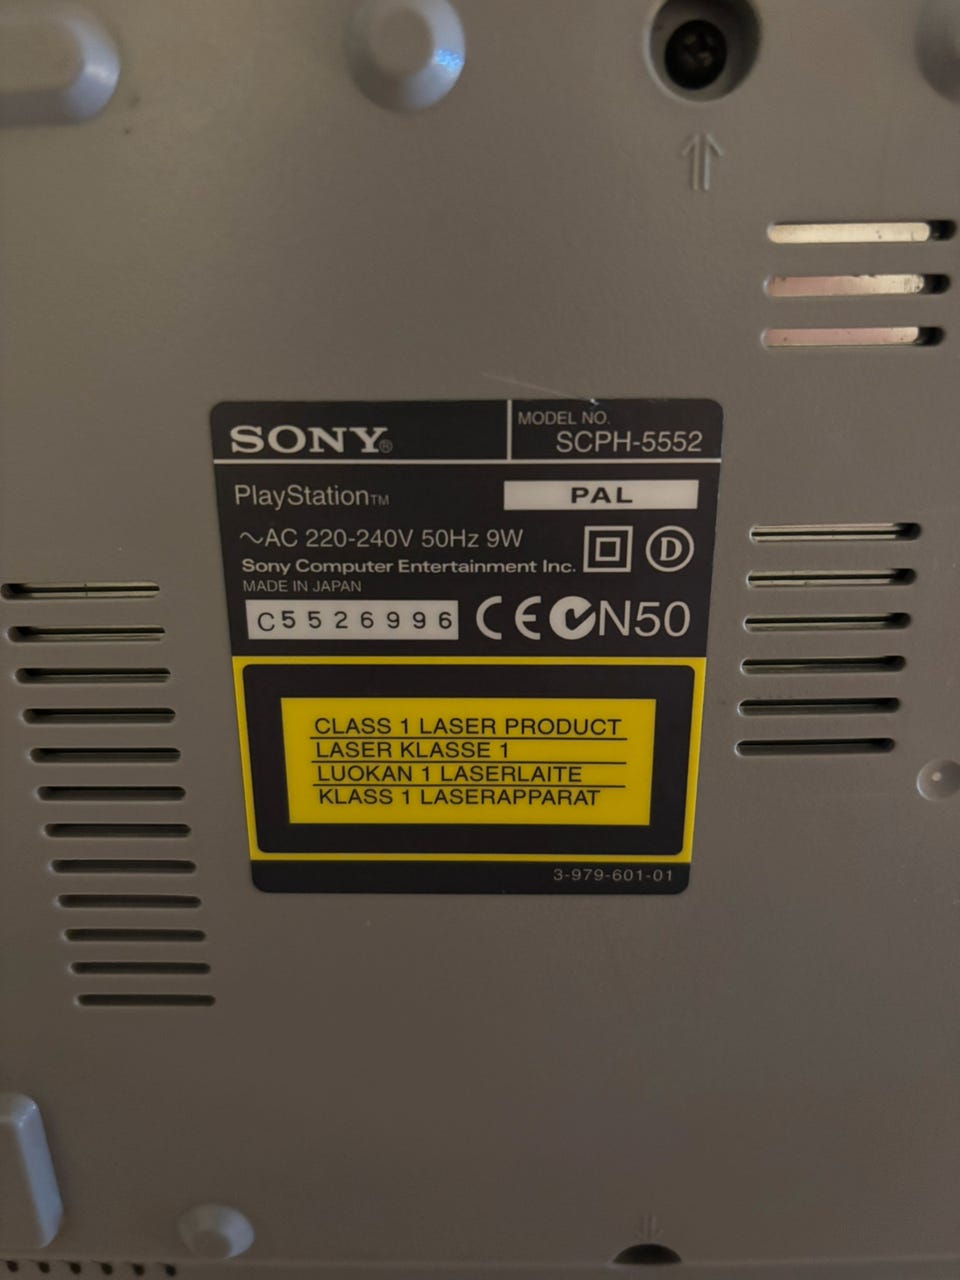 SONY®
MODEL NO.
SCPH-5552
PlayStation™
PAL
~AC 220-240V 50Hz 9W
Sony Computer Entertainment Inc.
MADE IN JAPAN
D
C5526996
CE N50
CLASS 1 LASER PRODUCT
LASER KLASSE 1
LUOKAN 1 LASERLAITE
KLASS 1 LASERAPPARAT
3-979-601-01